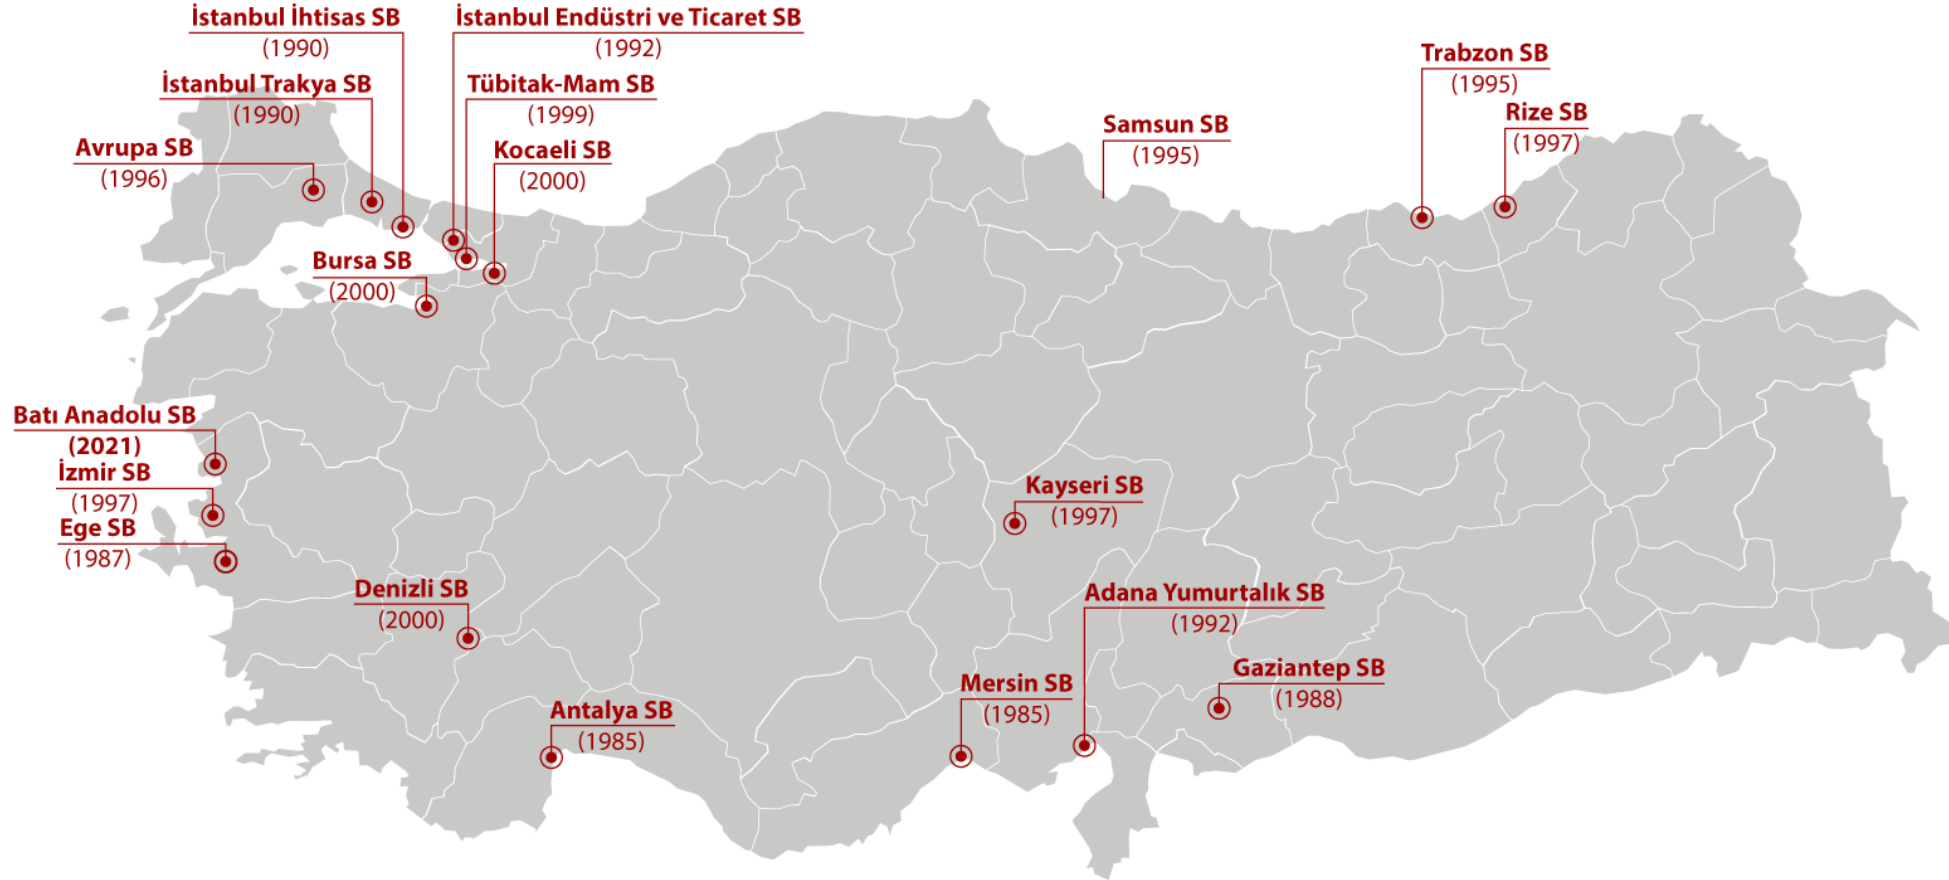 İstanbul İhtisas SB
(1990)
İstanbul Endüstri ve Ticaret SB
(1992)
İstanbul Trakya SB
(1990)
Tübitak-Mam SB
(1999)
Avrupa SB
(1996)
Kocaeli SB
(2000)
Trabzon SB
(1995)
Samsun SB
(1995)
Rize SB
(1997)
Bursa SB
(2000)
Batı Anadolu SB
(2021)
İzmir SB
(1997)
Ege SB
(1987)
Kayseri SB
(1997)
Denizli SB
(2000)
Adana Yumurtalık SB
(1992)
Gaziantep SB
(1988)
Mersin SB
(1985)
Antalya SB
(1985)